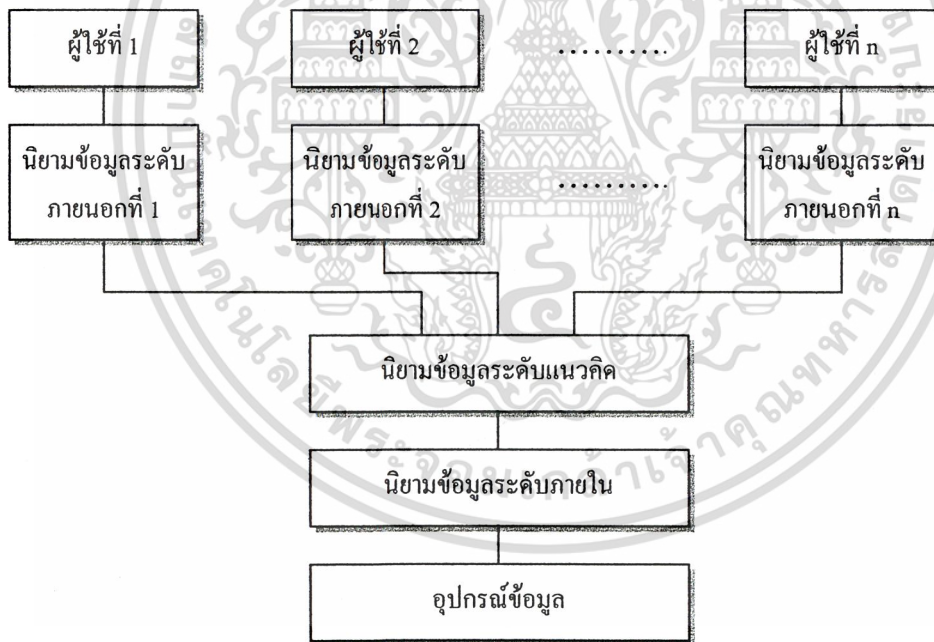 ผู้ใช้ที่ 1
ผู้ใช้ที่ 2
..........
ผู้ใช้ที่ n
นิยามข้อมูลระดับ
ภายนอกที่ 1
นิยามข้อมูลระดับ
ภายนอกที่ 2
..........
นิยามข้อมูลระดับ
ภายนอกที่ n
นิยามข้อมูลระดับแนวคิด
นิยามข้อมูลระดับภายใน
อุปกรณ์ข้อมูล